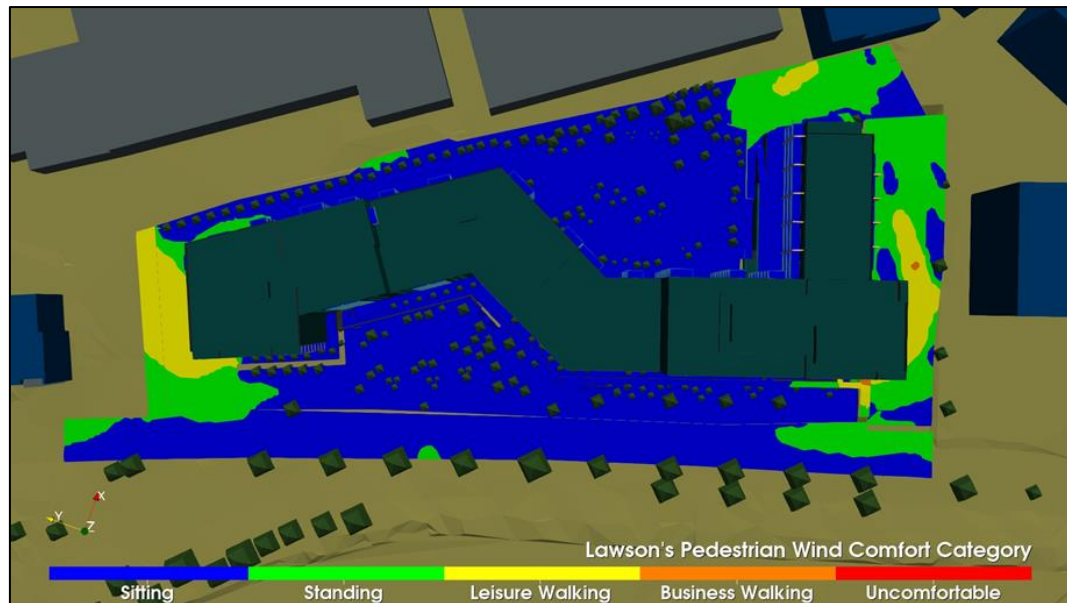 X
Y
Z
Lawson's Pedestrian Wind Comfort Category
Sitting Standing Leisure Walking Business Walking Uncomfortable